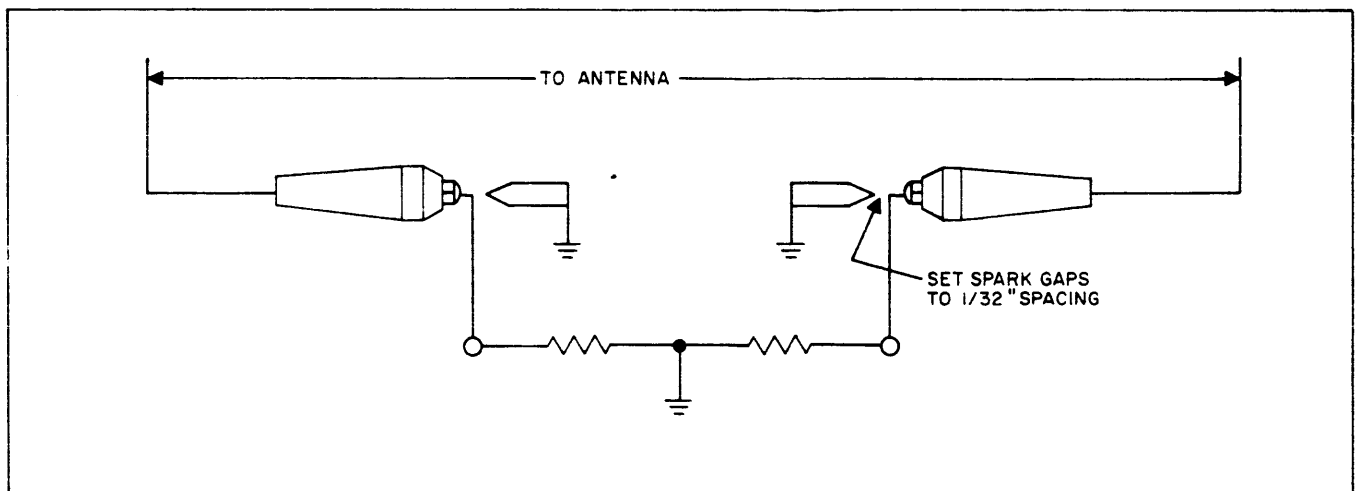 TO ANTENNA
SET SPARK GAPS
TO 1/32" SPACING